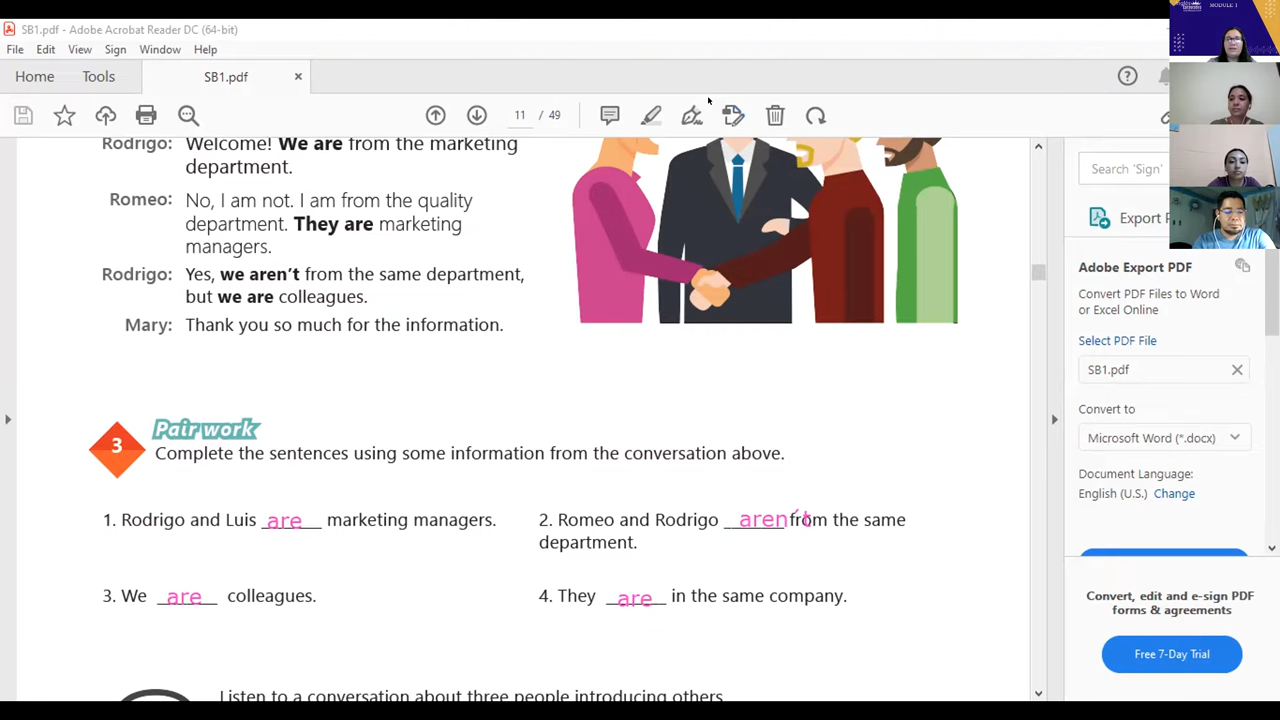 SB1.pdf - Adobe Acrobat Reader DC (64-bit)
MODULE 1
File Edit View Sign Window Help
Home Tools SB1.pdf ×
11 / 49
Rodrigo: Welcome! We are from the marketing
department.
Romeo: No, I am not. I am from the quality
department. They are marketing
managers.
Rodrigo: Yes, we aren't from the same department,
but we are colleagues.
Mary: Thank you so much for the information.
3 Pair work
Complete the sentences using some information from the conversation above.
1. Rodrigo and Luis are marketing managers.
2. Romeo and Rodrigo aren't from the same
department.
3. We are colleagues.
4. They are in the same company.
Listen to a conversation about three people introducing others
Search 'Sign'
Export P
Adobe Export PDF
Convert PDF Files to Word
or Excel Online
Select PDF File
SB1.pdf
Convert to
Microsoft Word (*.docx)
Document Language:
English (U.S.) Change
Convert, edit and e-sign PDF
forms & agreements
Free 7-Day Trial